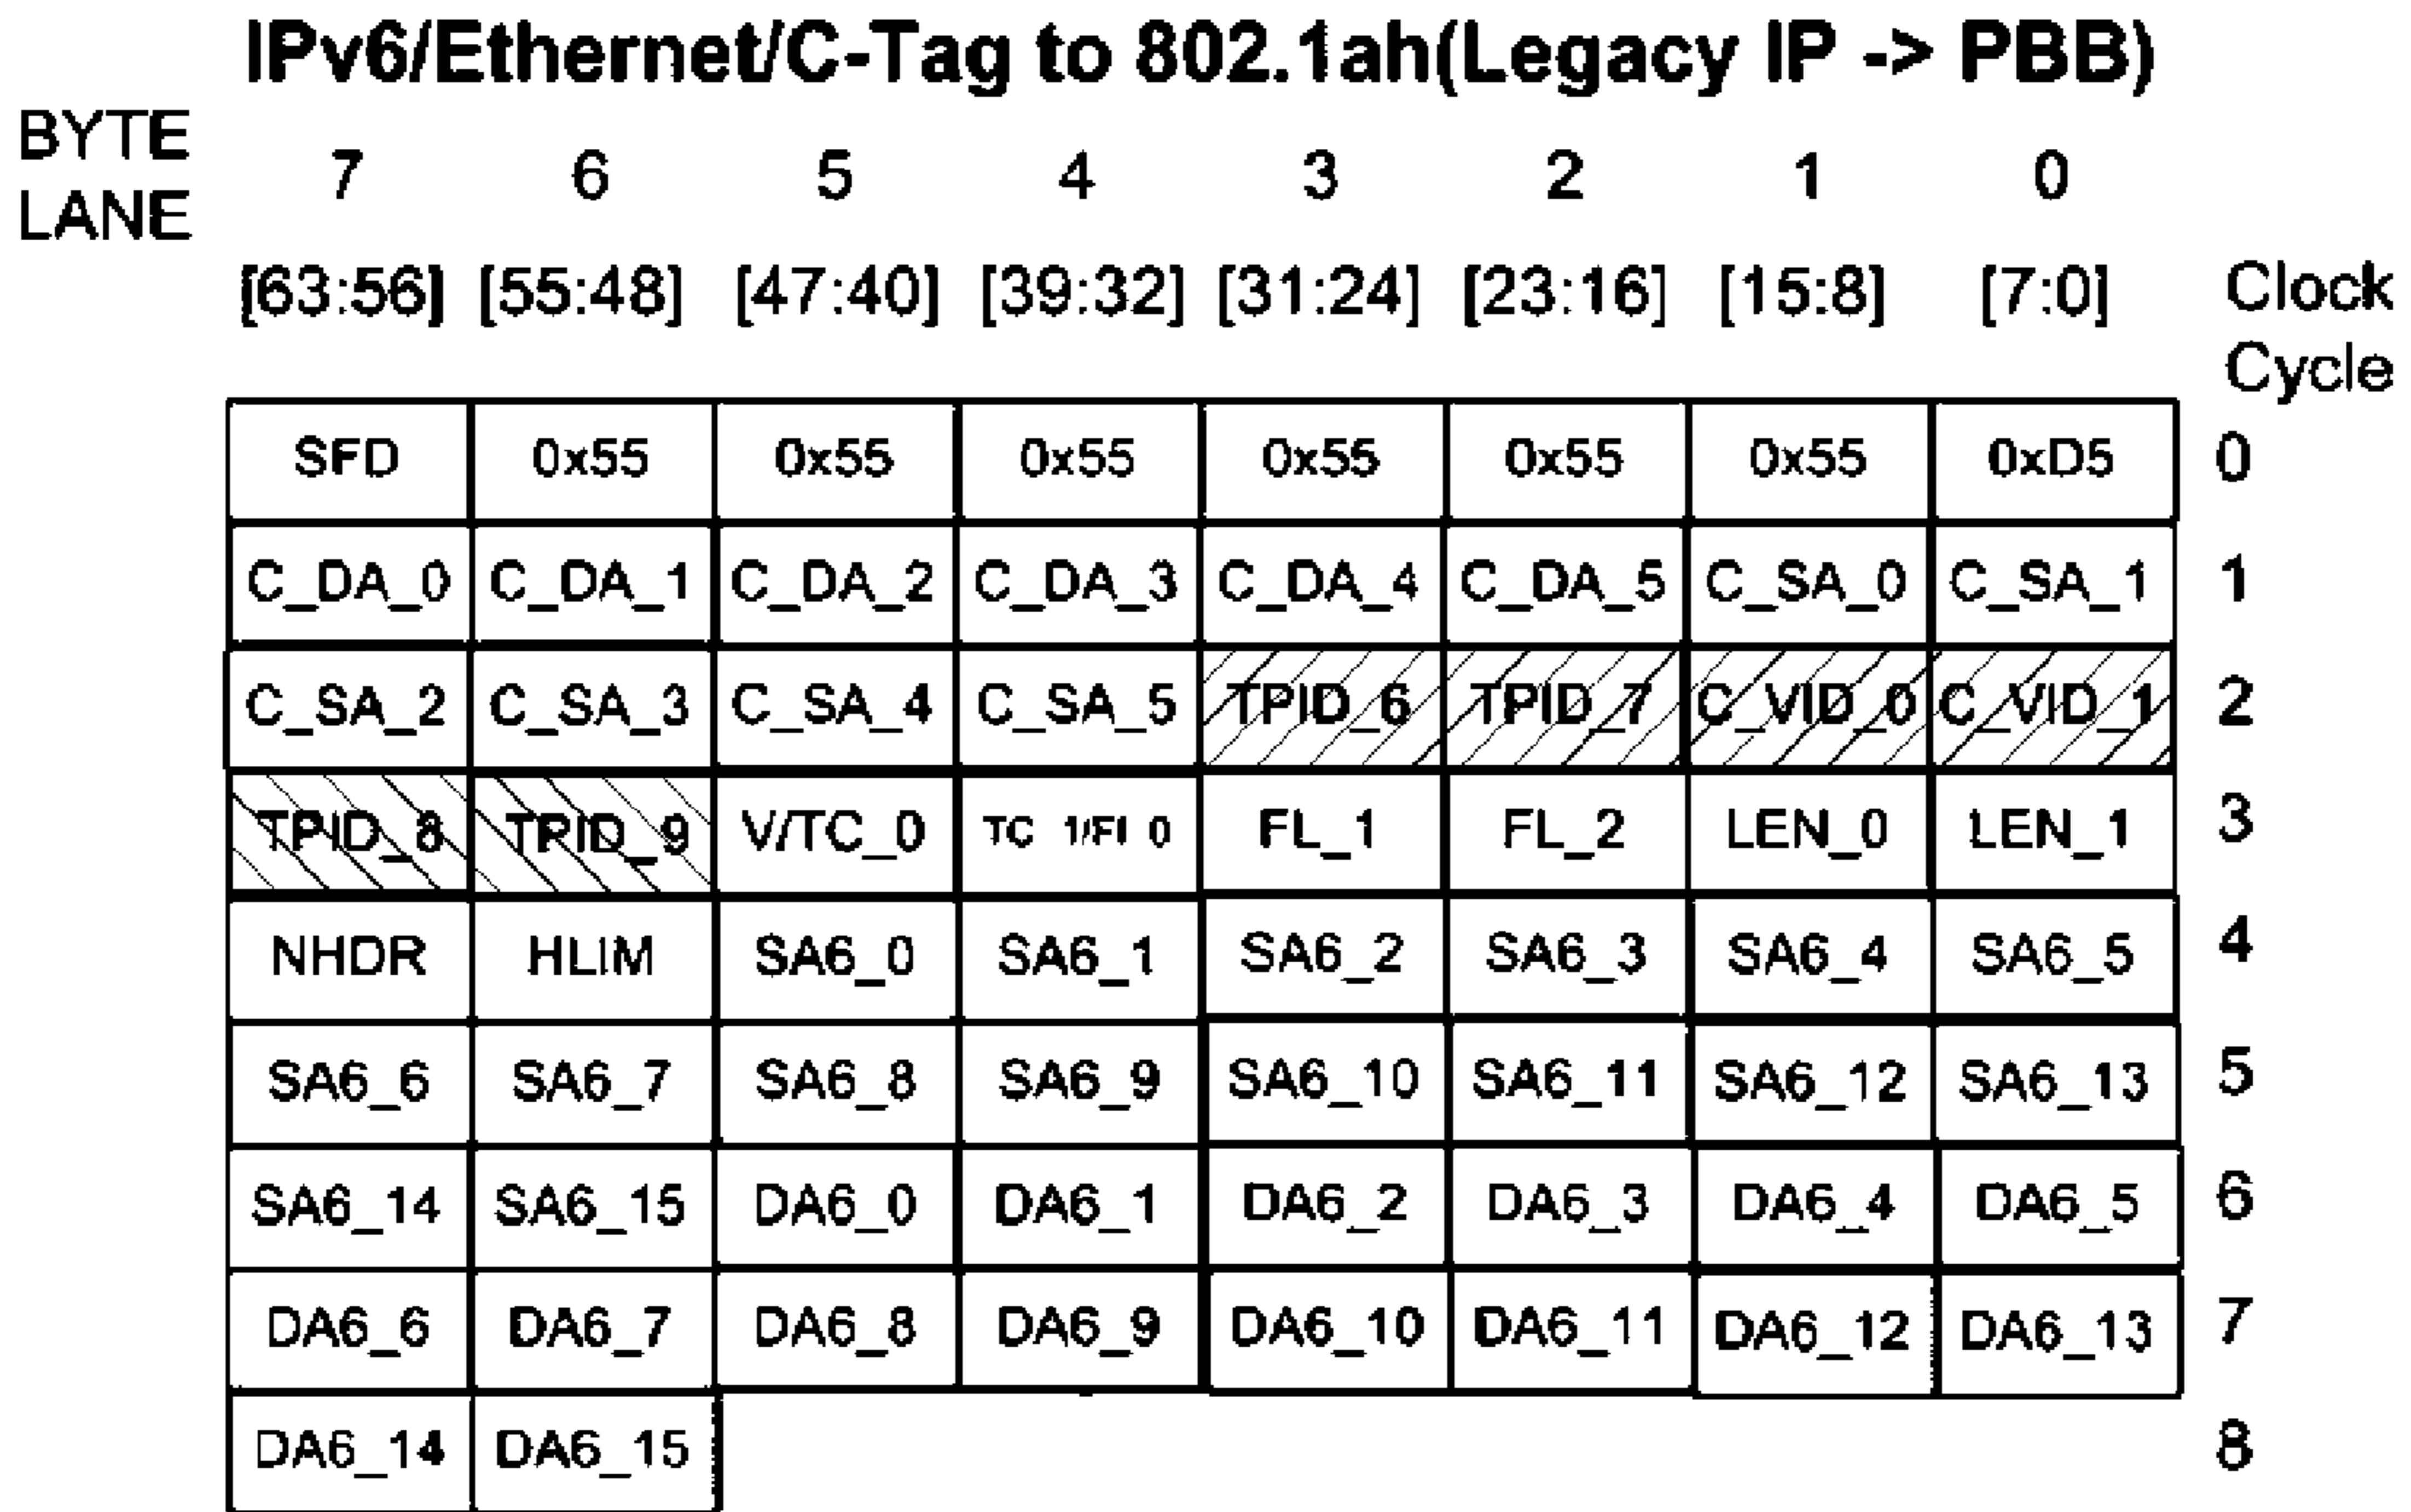 IPv6/Ethernet/C-Tag to 802.1ah(Legacy IP -> PBB)
BYTE LANE 7 6 5 4 3 2 1 0
[63:56] [55:48] [47:40] [39:32] [31:24] [23:16] [15:8] [7:0] Clock Cycle
SFD 0x55 0x55 0x55 0x55 0x55 0x55 0xD5 0
C_DA_0 C_DA_1 C_DA_2 C_DA_3 C_DA_4 C_DA_5 C_SA_0 C_SA_1 1
C_SA_2 C_SA_3 C_SA_4 C_SA_5 TPID_6 TPID_7 C_VID_0 C_VID_1 2
TPID_8 TPID_9 V/TC_0 TC_1/FL_0 FL_1 FL_2 LEN_0 LEN_1 3
NHDR HLIM SA6_0 SA6_1 SA6_2 SA6_3 SA6_4 SA6_5 4
SA6_6 SA6_7 SA6_8 SA6_9 SA6_10 SA6_11 SA6_12 SA6_13 5
SA6_14 SA6_15 DA6_0 DA6_1 DA6_2 DA6_3 DA6_4 DA6_5 6
DA6_6 DA6_7 DA6_8 DA6_9 DA6_10 DA6_11 DA6_12 DA6_13 7
DA6_14 DA6_15 8